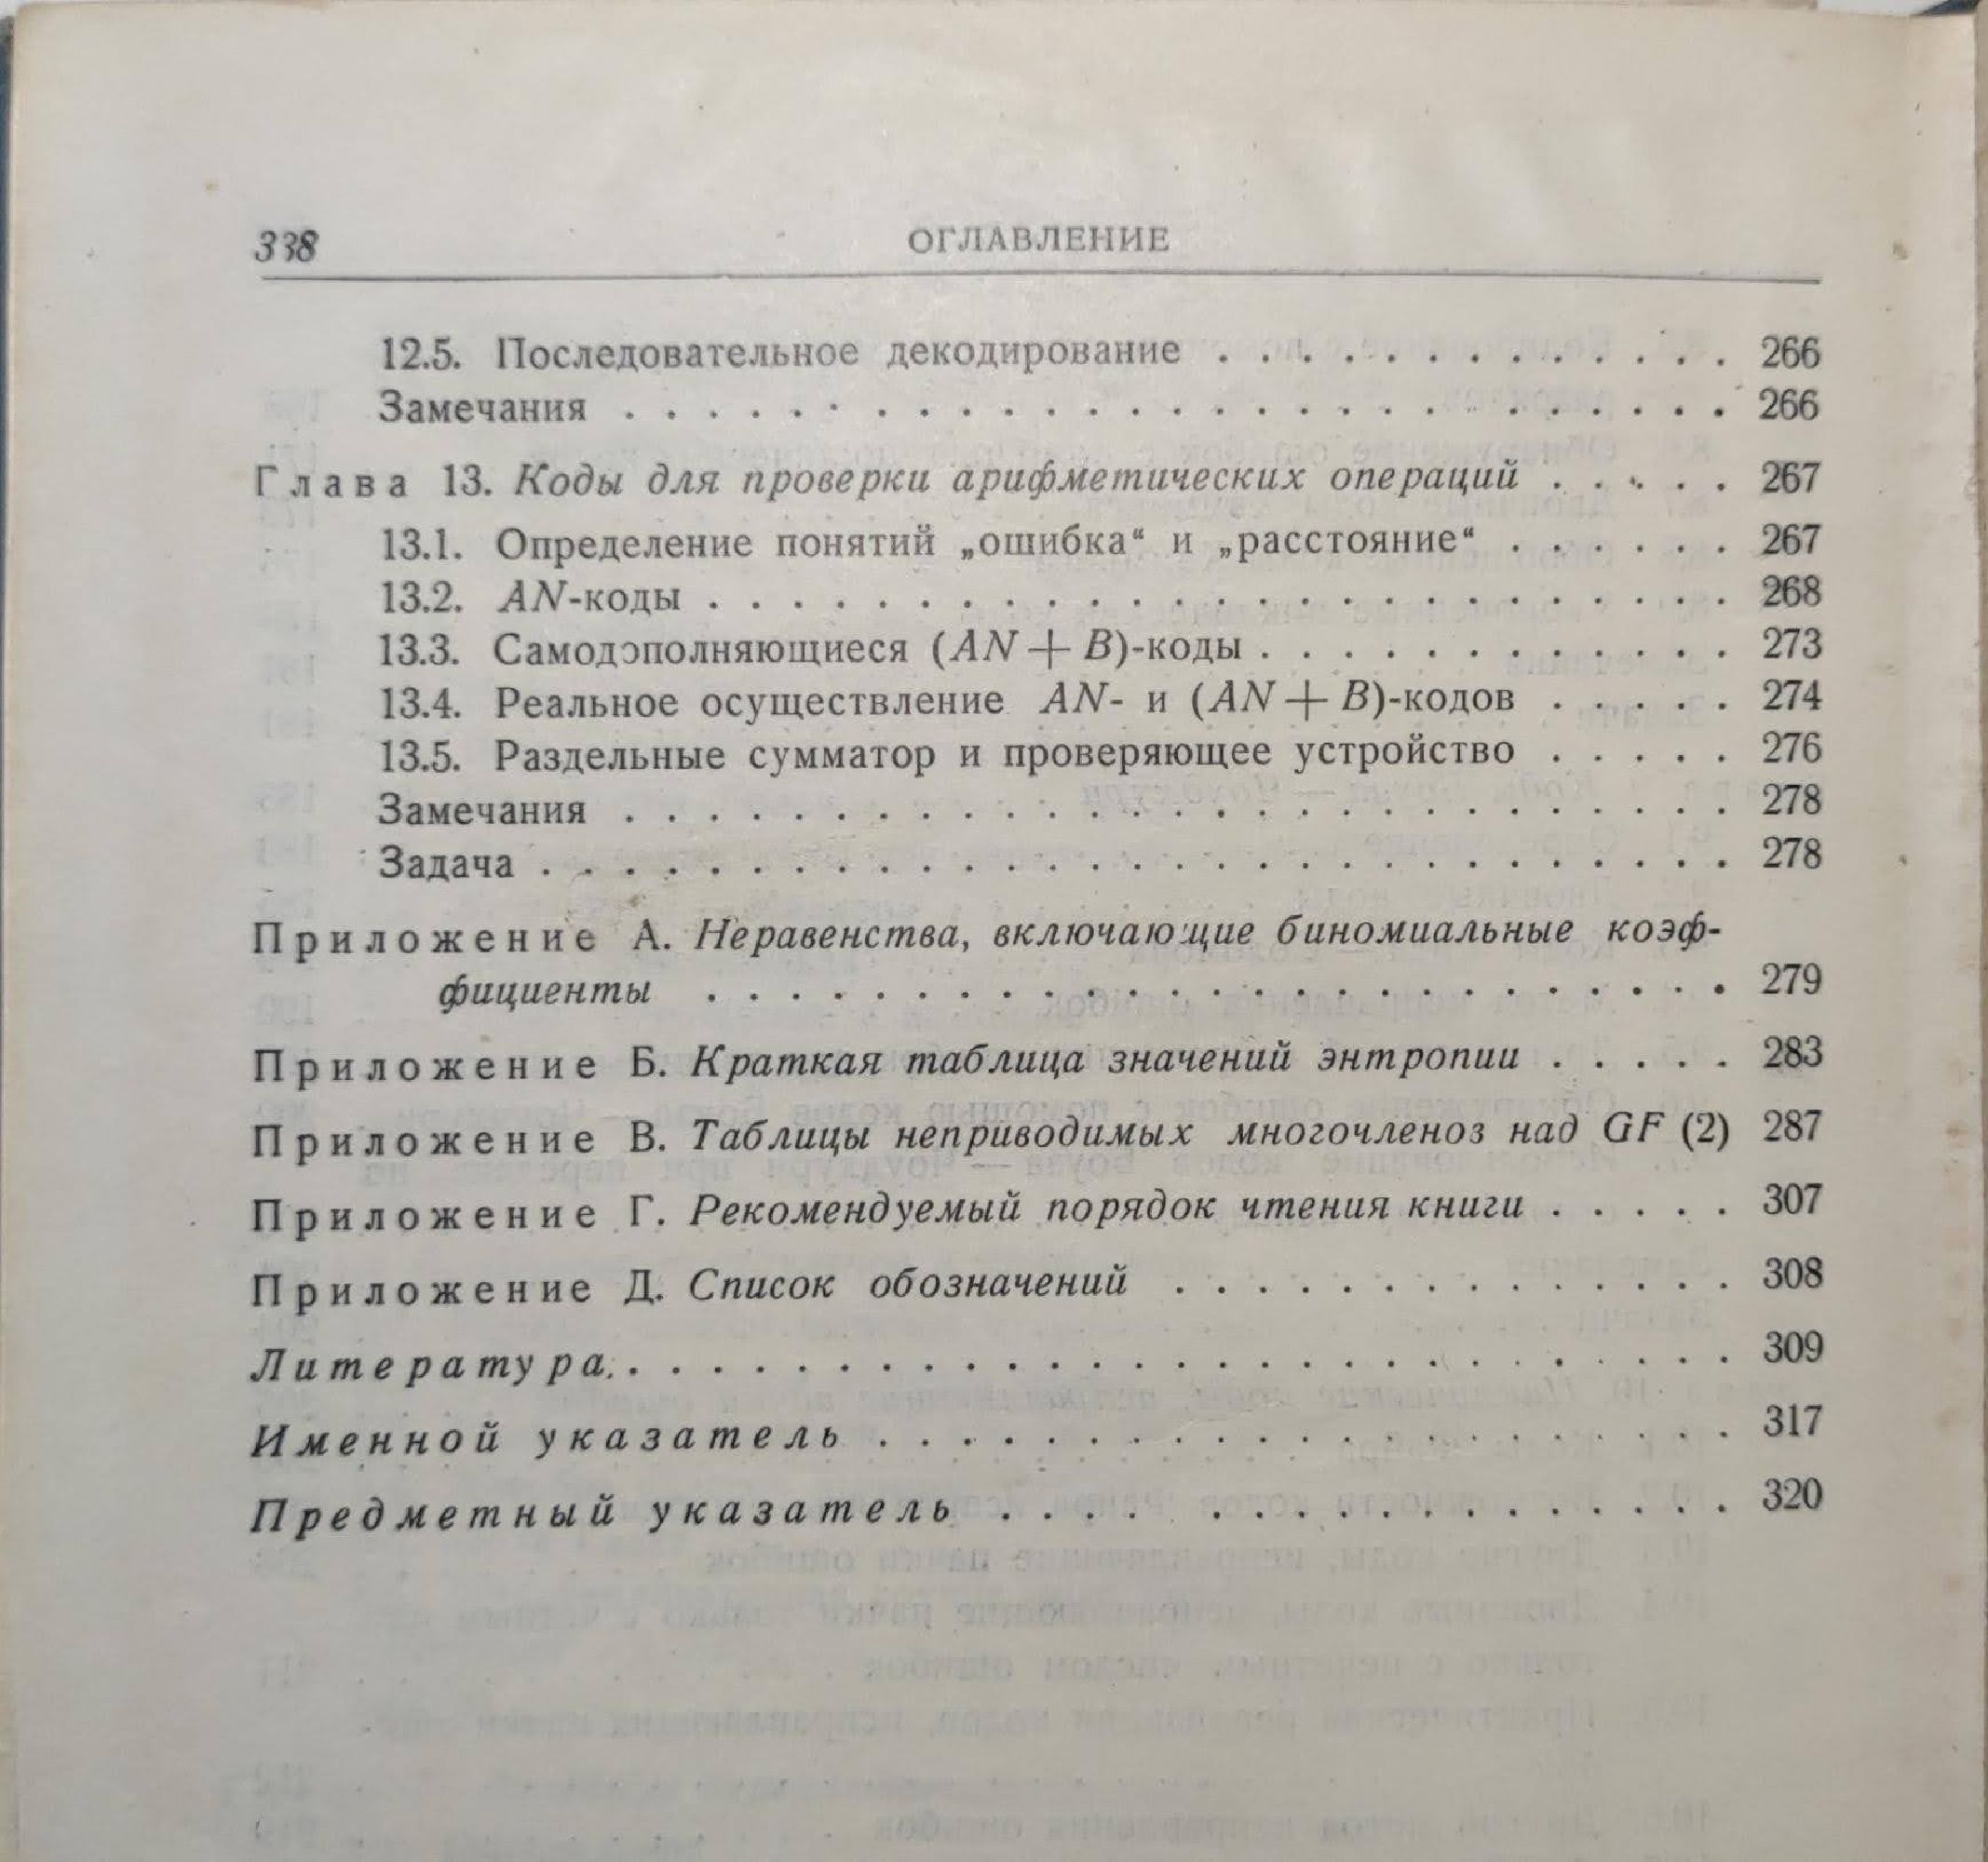 338 ОГЛАВЛЕНИЕ
12.5. Последовательное декодирование . . . . . . . . . . . . . 266
Замечания . . . . . . . . . . . . . . . . . . . . . . . . . . . 266
Глава 13. Коды для проверки арифметических операций . . . . . 267
13.1. Определение понятий „ошибка“ и „расстояние“ . . . . . . 267
13.2. AN-коды . . . . . . . . . . . . . . . . . . . . . . . . . 268
13.3. Самодополняющиеся (AN + B)-коды . . . . . . . . . . . . 273
13.4. Реальное осуществление AN- и (AN + B)-кодов . . . . . 274
13.5. Раздельные сумматор и проверяющее устройство . . . . . 276
Замечания . . . . . . . . . . . . . . . . . . . . . . . . . . . 278
Задача . . . . . . . . . . . . . . . . . . . . . . . . . . . . . 278
Приложение А. Неравенства, включающие биномиальные коэф-
фициенты . . . . . . . . . . . . . . . . . . . . . . . . . 279
Приложение Б. Краткая таблица значений энтропии . . . . . 283
Приложение В. Таблицы неприводимых многочленов над GF (2) 287
Приложение Г. Рекомендуемый порядок чтения книги . . . . . 307
Приложение Д. Список обозначений . . . . . . . . . . . . . . 308
Литература . . . . . . . . . . . . . . . . . . . . . . . . . . . 309
Именной указатель . . . . . . . . . . . . . . . . . . . . . 317
Предметный указатель . . . . . . . . . . . . . . . . . . 320